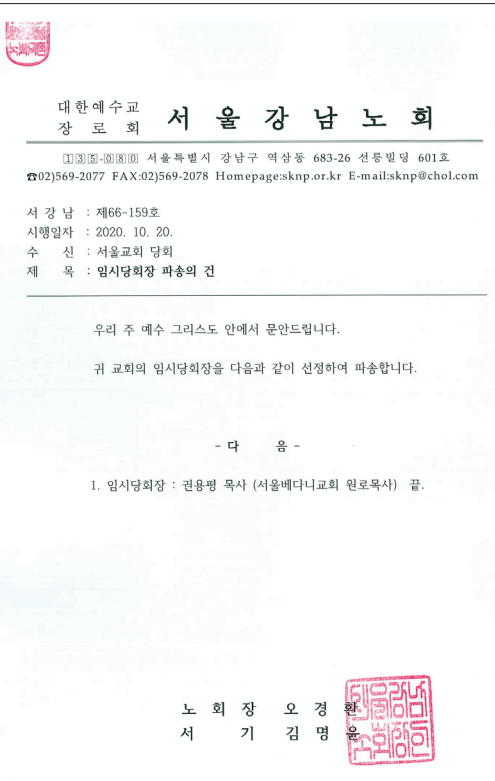 대한예수교
장 로 회
서 울 강 남 노 회
135-080 서울특별시 강남구 역삼동 683-26 선릉빌딩 601호
☎02)569-2077 FAX:02)569-2078 Homepage:sknp.or.kr E-mail:sknp@chol.com
서 강 남 : 제66-159호
시행일자 : 2020. 10. 20.
수 신 : 서울교회 당회
제 목 : 임시당회장 파송의 건
우리 주 예수 그리스도 안에서 문안드립니다.
귀 교회의 임시당회장을 다음과 같이 선정하여 파송합니다.
- 다 음 -
1. 임시당회장 : 권용평 목사 (서울베다니교회 원로목사) 끝.
노 회 장 오 경 환
서 기 김 명 윤